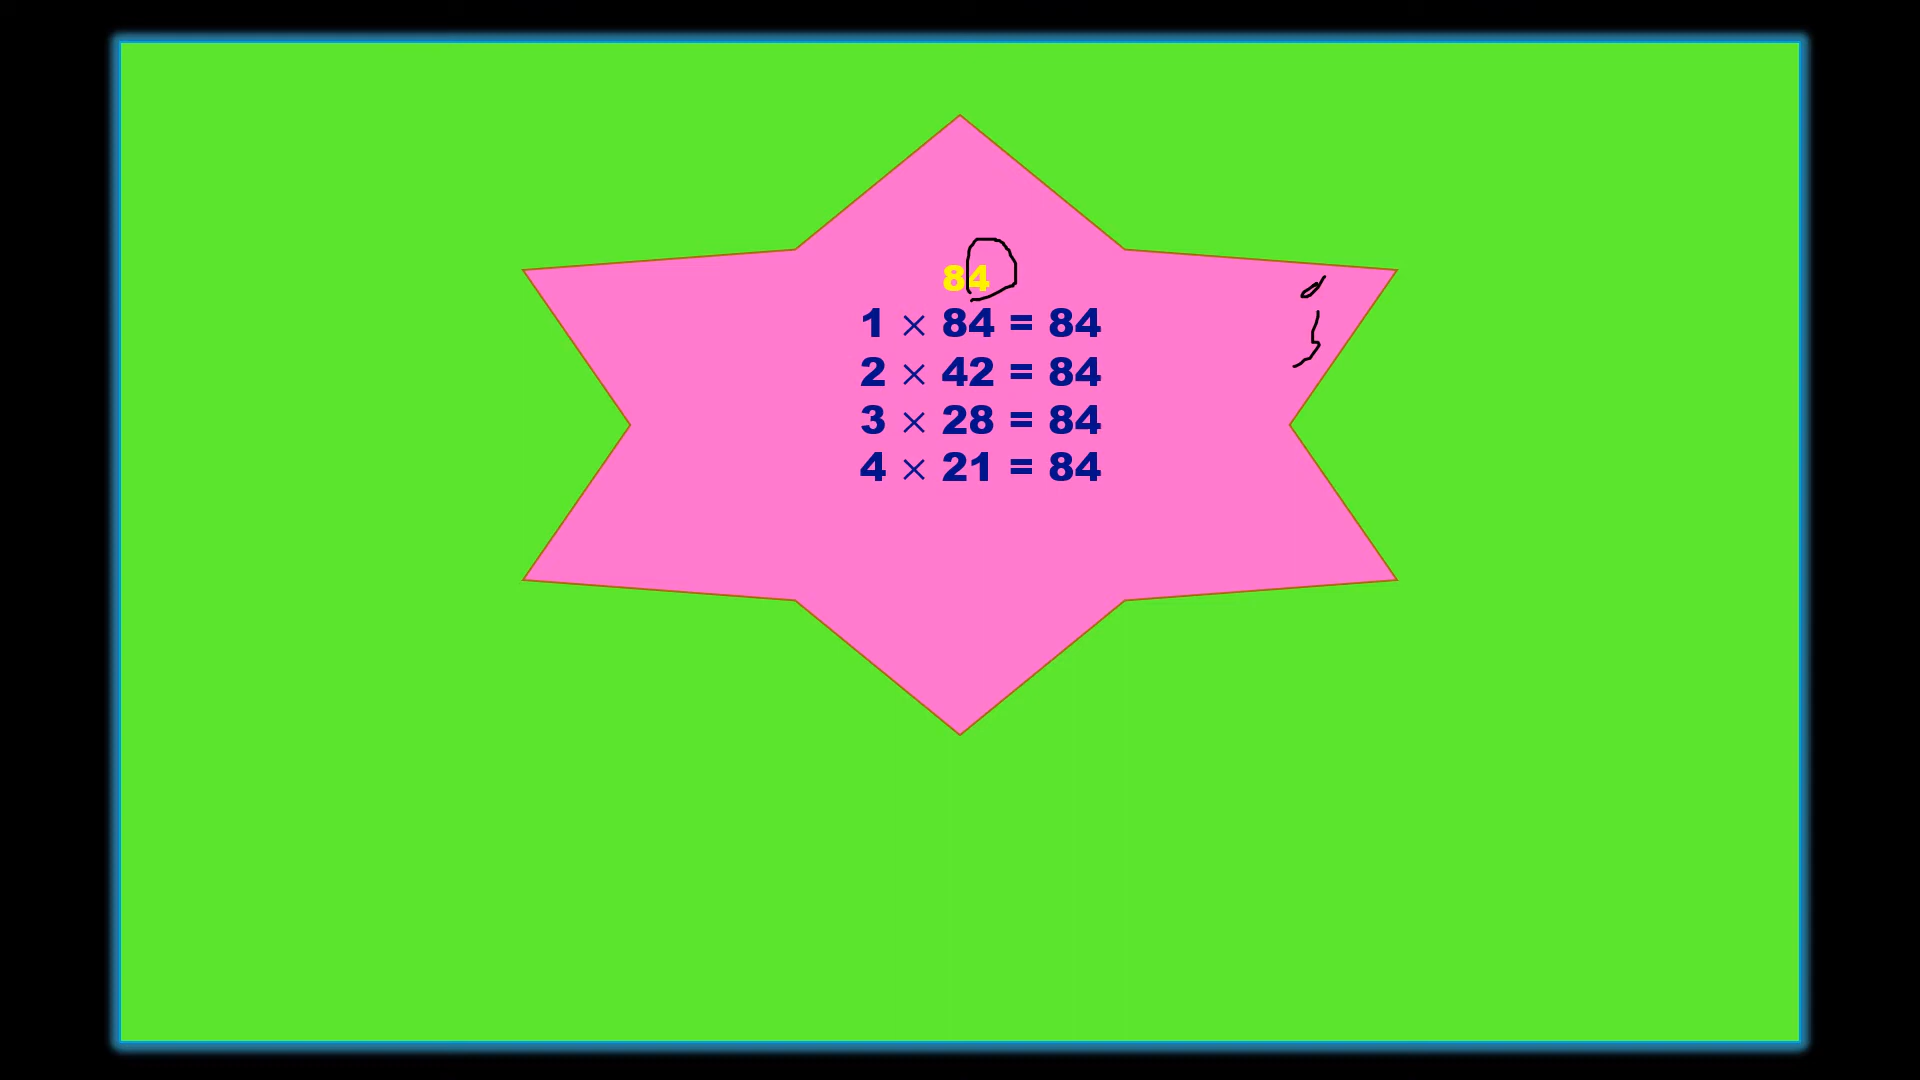 84
1 × 84 = 84
2 × 42 = 84
3 × 28 = 84
4 × 21 = 84